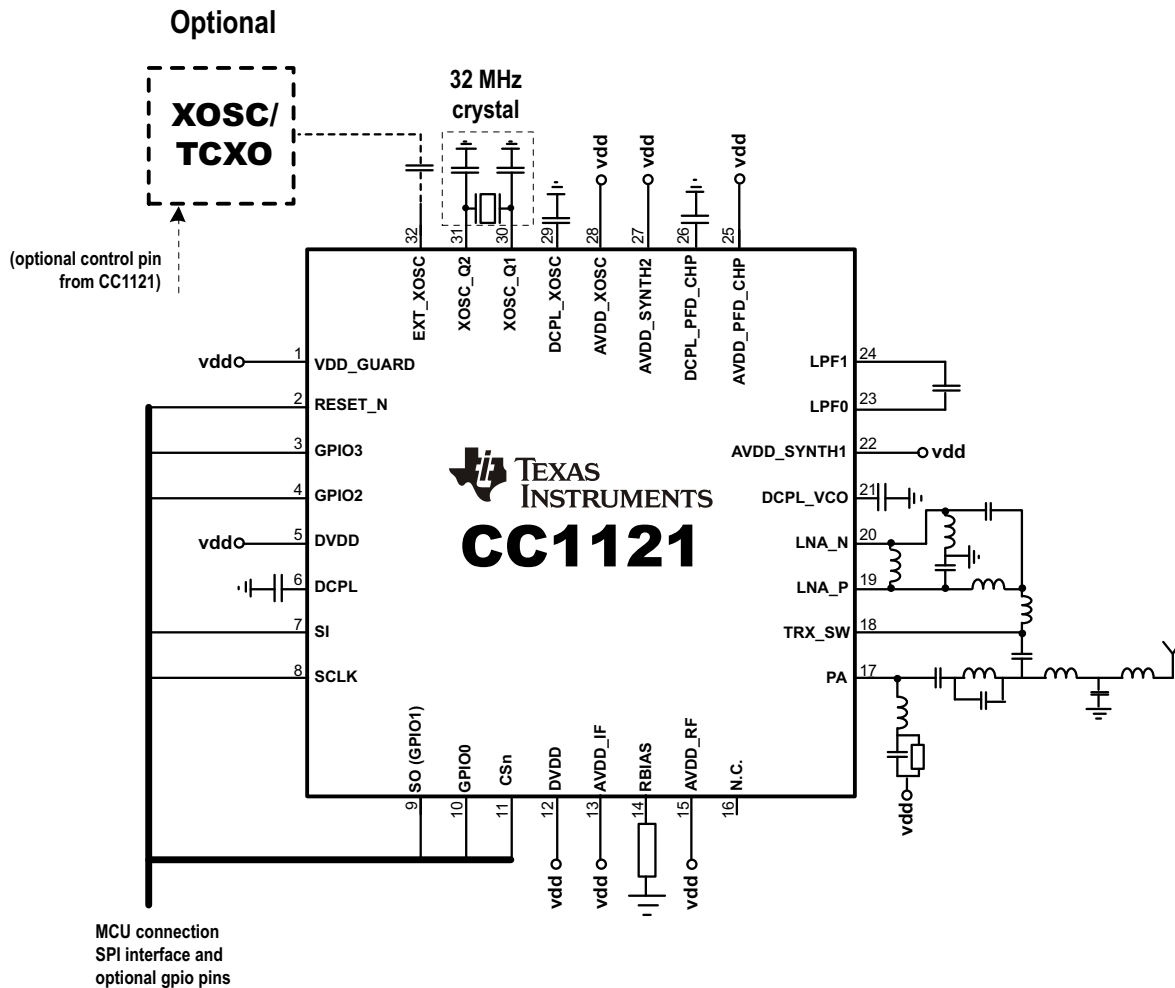 Optional
XOSC/
TCXO
32 MHz
crystal
(optional control pin
from CC1121)
vdd
vdd
vdd
32
31
30
29
28
27
26
25
EXT_XOSC
XOSC_Q2
XOSC_Q1
DCPL_XOSC
AVDD_XOSC
AVDD_SYNTH2
DCPL_PFD_CHP
AVDD_PFD_CHP
vdd 1 VDD_GUARD
2 RESET_N
3 GPIO3
4 GPIO2
vdd 5 DVDD
6 DCPL
7 SI
8 SCLK
TEXAS
INSTRUMENTS
CC1121
LPF1 24
LPF0 23
AVDD_SYNTH1 22 vdd
DCPL_VCO 21
LNA_N 20
LNA_P 19
TRX_SW 18
PA 17
vdd
SO (GPIO1)
GPIO0
CSn
DVDD
AVDD_IF
RBIAS
AVDD_RF
N.C.
9
10
11
12
13
14
15
16
vdd
vdd
vdd
MCU connection
SPI interface and
optional gpio pins